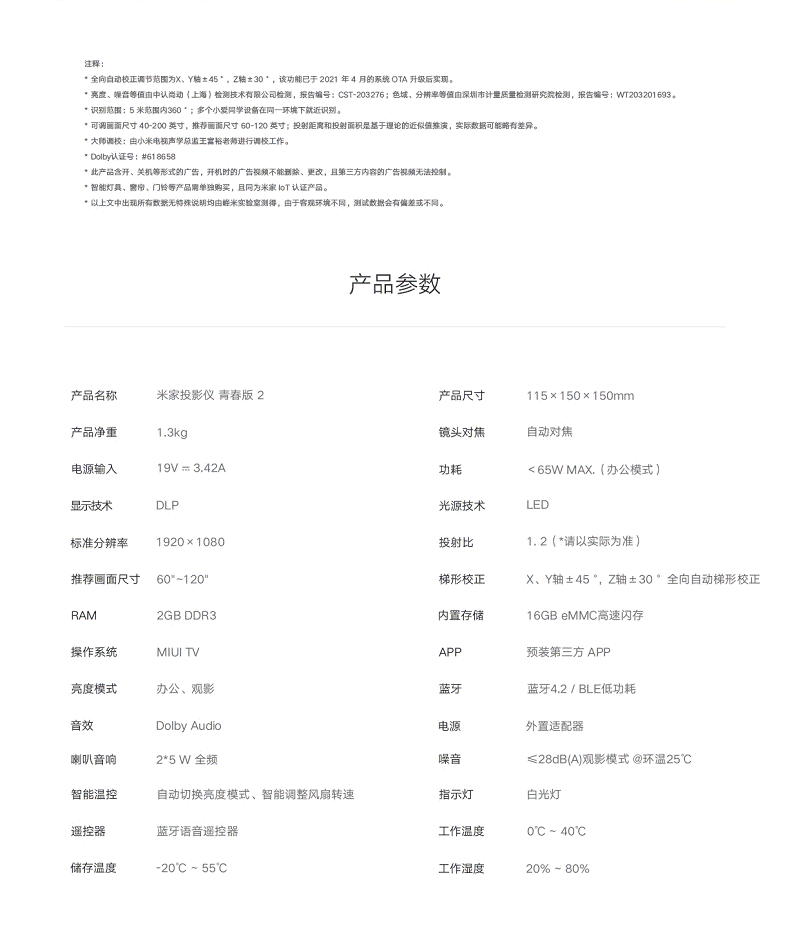 注释：
* 全向自动校正调节范围为X、Y轴±45°，Z轴±30°，该功能已于 2021 年 4 月的系统 OTA 升级后实现。
* 亮度、噪音等值由中认尚动（上海）检测技术有限公司检测，报告编号：CST-203276；色域、分辨率等值由深圳市计量质量检测研究院检测，报告编号：WT203201693。
* 识别范围：5 米范围内360°；多个小爱同学设备在同一环境下就近识别。
* 可调画面尺寸 40-200 英寸，推荐画面尺寸 60-120 英寸；投射距离和投射面积是基于理论的近似值推演，实际数据可能略有差异。
* 大师调校：由小米电视声学总监王富裕老师进行调校工作。
* Dolby认证号：#618658
* 此产品含开、关机等形式的广告，开机时的广告视频不能删除、更改，且第三方内容的广告视频无法控制。
* 智能灯具、窗帘、门铃等产品需单独购买，且同为米家 IoT 认证产品。
* 以上文中出现所有数据无特殊说明均由峰米实验室测得，由于客观环境不同，测试数据会有偏差或不同。
产品参数
产品名称 米家投影仪 青春版 2 产品尺寸 115×150×150mm
产品净重 1.3kg 镜头对焦 自动对焦
电源输入 19V ⎓ 3.42A 功耗 ＜65W MAX.（办公模式）
显示技术 DLP 光源技术 LED
标准分辨率 1920×1080 投射比 1. 2（*请以实际为准）
推荐画面尺寸 60"~120" 梯形校正 X、Y轴±45 °，Z轴±30 ° 全向自动梯形校正
RAM 2GB DDR3 内置存储 16GB eMMC高速闪存
操作系统 MIUI TV APP 预装第三方 APP
亮度模式 办公、观影 蓝牙 蓝牙4.2 / BLE低功耗
音效 Dolby Audio 电源 外置适配器
喇叭音响 2*5 W 全频 噪音 ≤28dB(A)观影模式 @环温25℃
智能温控 自动切换亮度模式、智能调整风扇转速 指示灯 白光灯
遥控器 蓝牙语音遥控器 工作温度 0℃ ~ 40℃
储存温度 -20℃ ~ 55℃ 工作湿度 20% ~ 80%